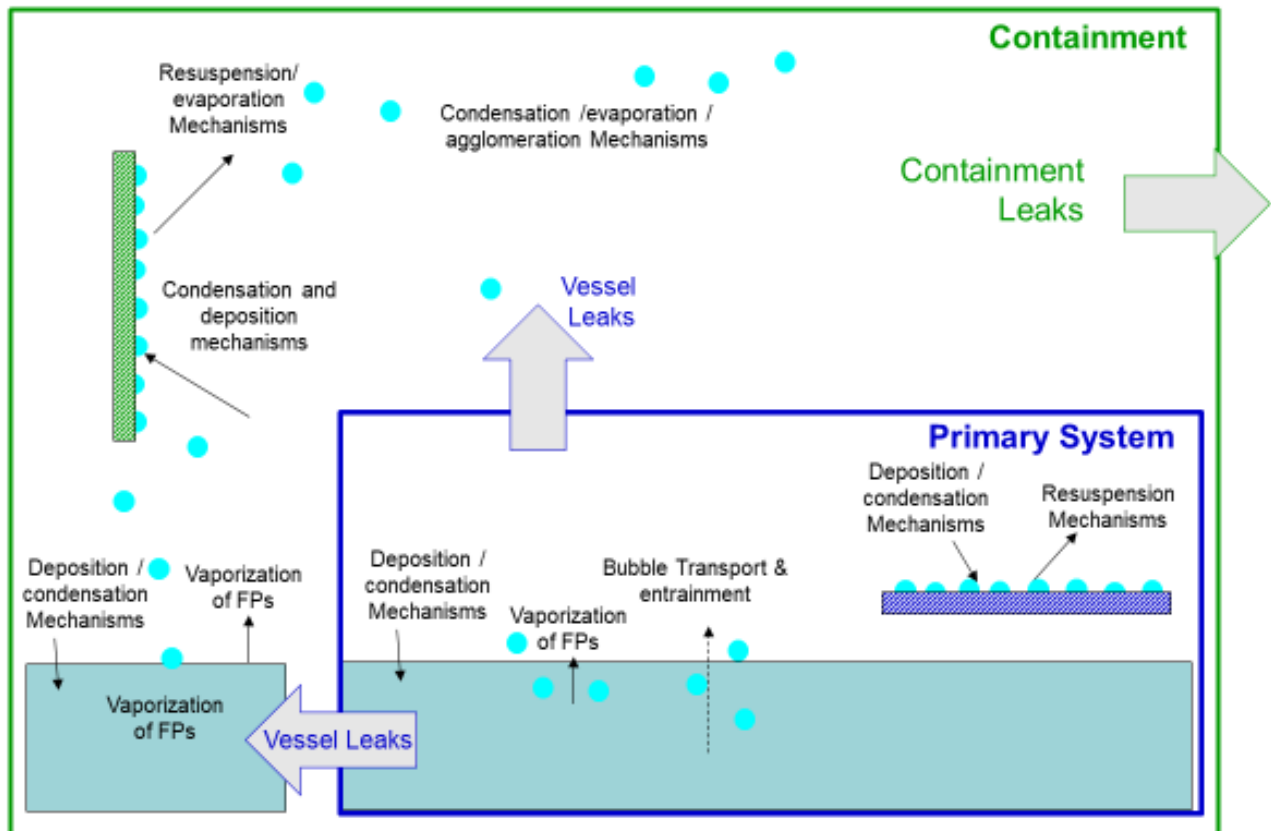 Containment
Resuspension/
evaporation
Mechanisms
Condensation /evaporation /
agglomeration Mechanisms
Containment
Leaks
Condensation and
deposition
mechanisms
Vessel
Leaks
Primary System
Deposition /
condensation
Mechanisms
Resuspension
Mechanisms
Deposition /
condensation
Mechanisms
Vaporization
of FPs
Deposition /
condensation
Mechanisms
Vaporization
of FPs
Bubble Transport &
entrainment
Vaporization
of FPs
Vessel Leaks